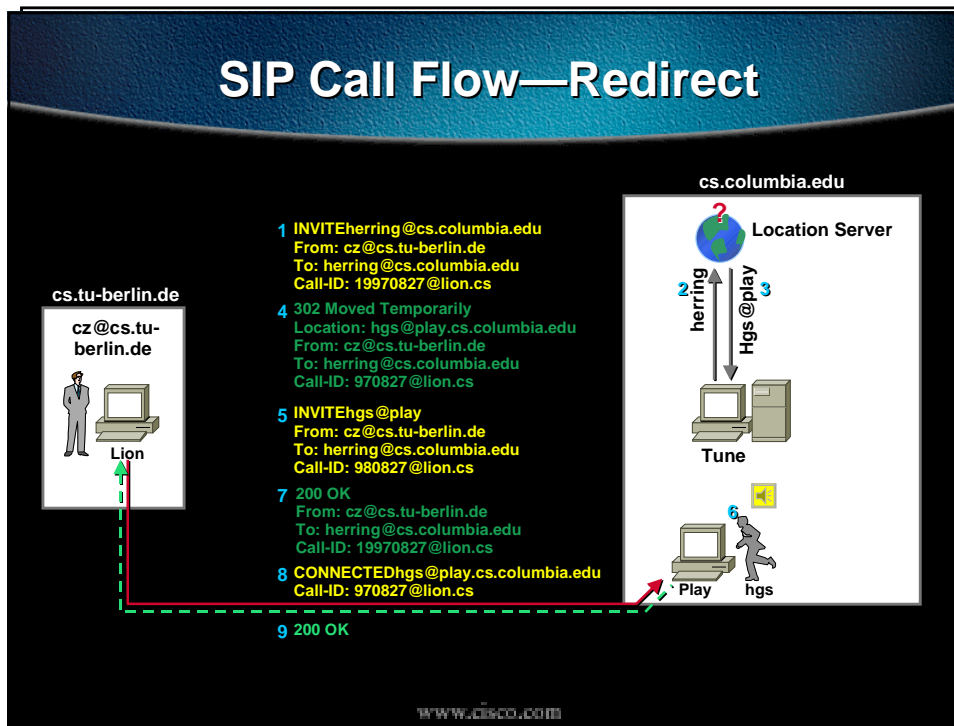 SIP Call Flow—Redirect
cs.columbia.edu
?
Location Server
2
herring
Hgs@play
3
Tune
6
Play
hgs
cs.tu-berlin.de
cz@cs.tu-
berlin.de
Lion
1 INVITEherring@cs.columbia.edu
From: cz@cs.tu-berlin.de
To: herring@cs.columbia.edu
Call-ID: 19970827@lion.cs
4 302 Moved Temporarily
Location: hgs@play.cs.columbia.edu
From: cz@cs.tu-berlin.de
To: herring@cs.columbia.edu
Call-ID: 970827@lion.cs
5 INVITEhgs@play
From: cz@cs.tu-berlin.de
To: herring@cs.columbia.edu
Call-ID: 980827@lion.cs
7 200 OK
From: cz@cs.tu-berlin.de
To: herring@cs.columbia.edu
Call-ID: 19970827@lion.cs
8 CONNECTEDhgs@play.cs.columbia.edu
Call-ID: 970827@lion.cs
9 200 OK
www.cisco.com